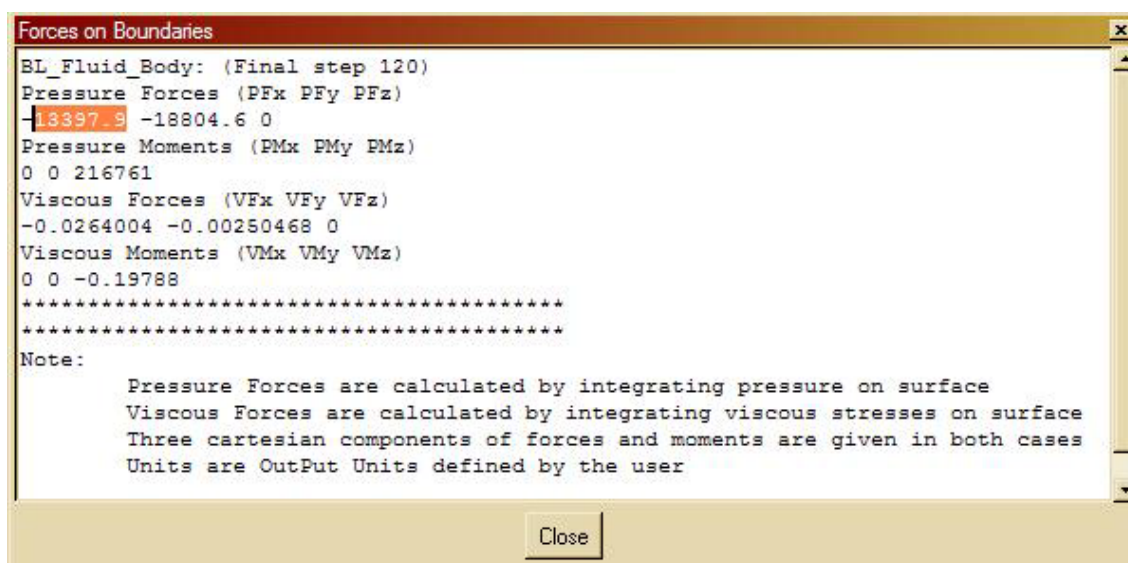 Forces on Boundaries
BL_Fluid_Body: (Final step 120)
Pressure Forces (PFx PFy PFz)
-13397.9 -18804.6 0
Pressure Moments (PMx PMy PMz)
0 0 216761
Viscous Forces (VFx VFy VFz)
-0.0264004 -0.00250468 0
Viscous Moments (VMx VMy VMz)
0 0 -0.19788
*****************************************
*****************************************
Note:
Pressure Forces are calculated by integrating pressure on surface
Viscous Forces are calculated by integrating viscous stresses on surface
Three cartesian components of forces and moments are given in both cases
Units are OutPut Units defined by the user
Close